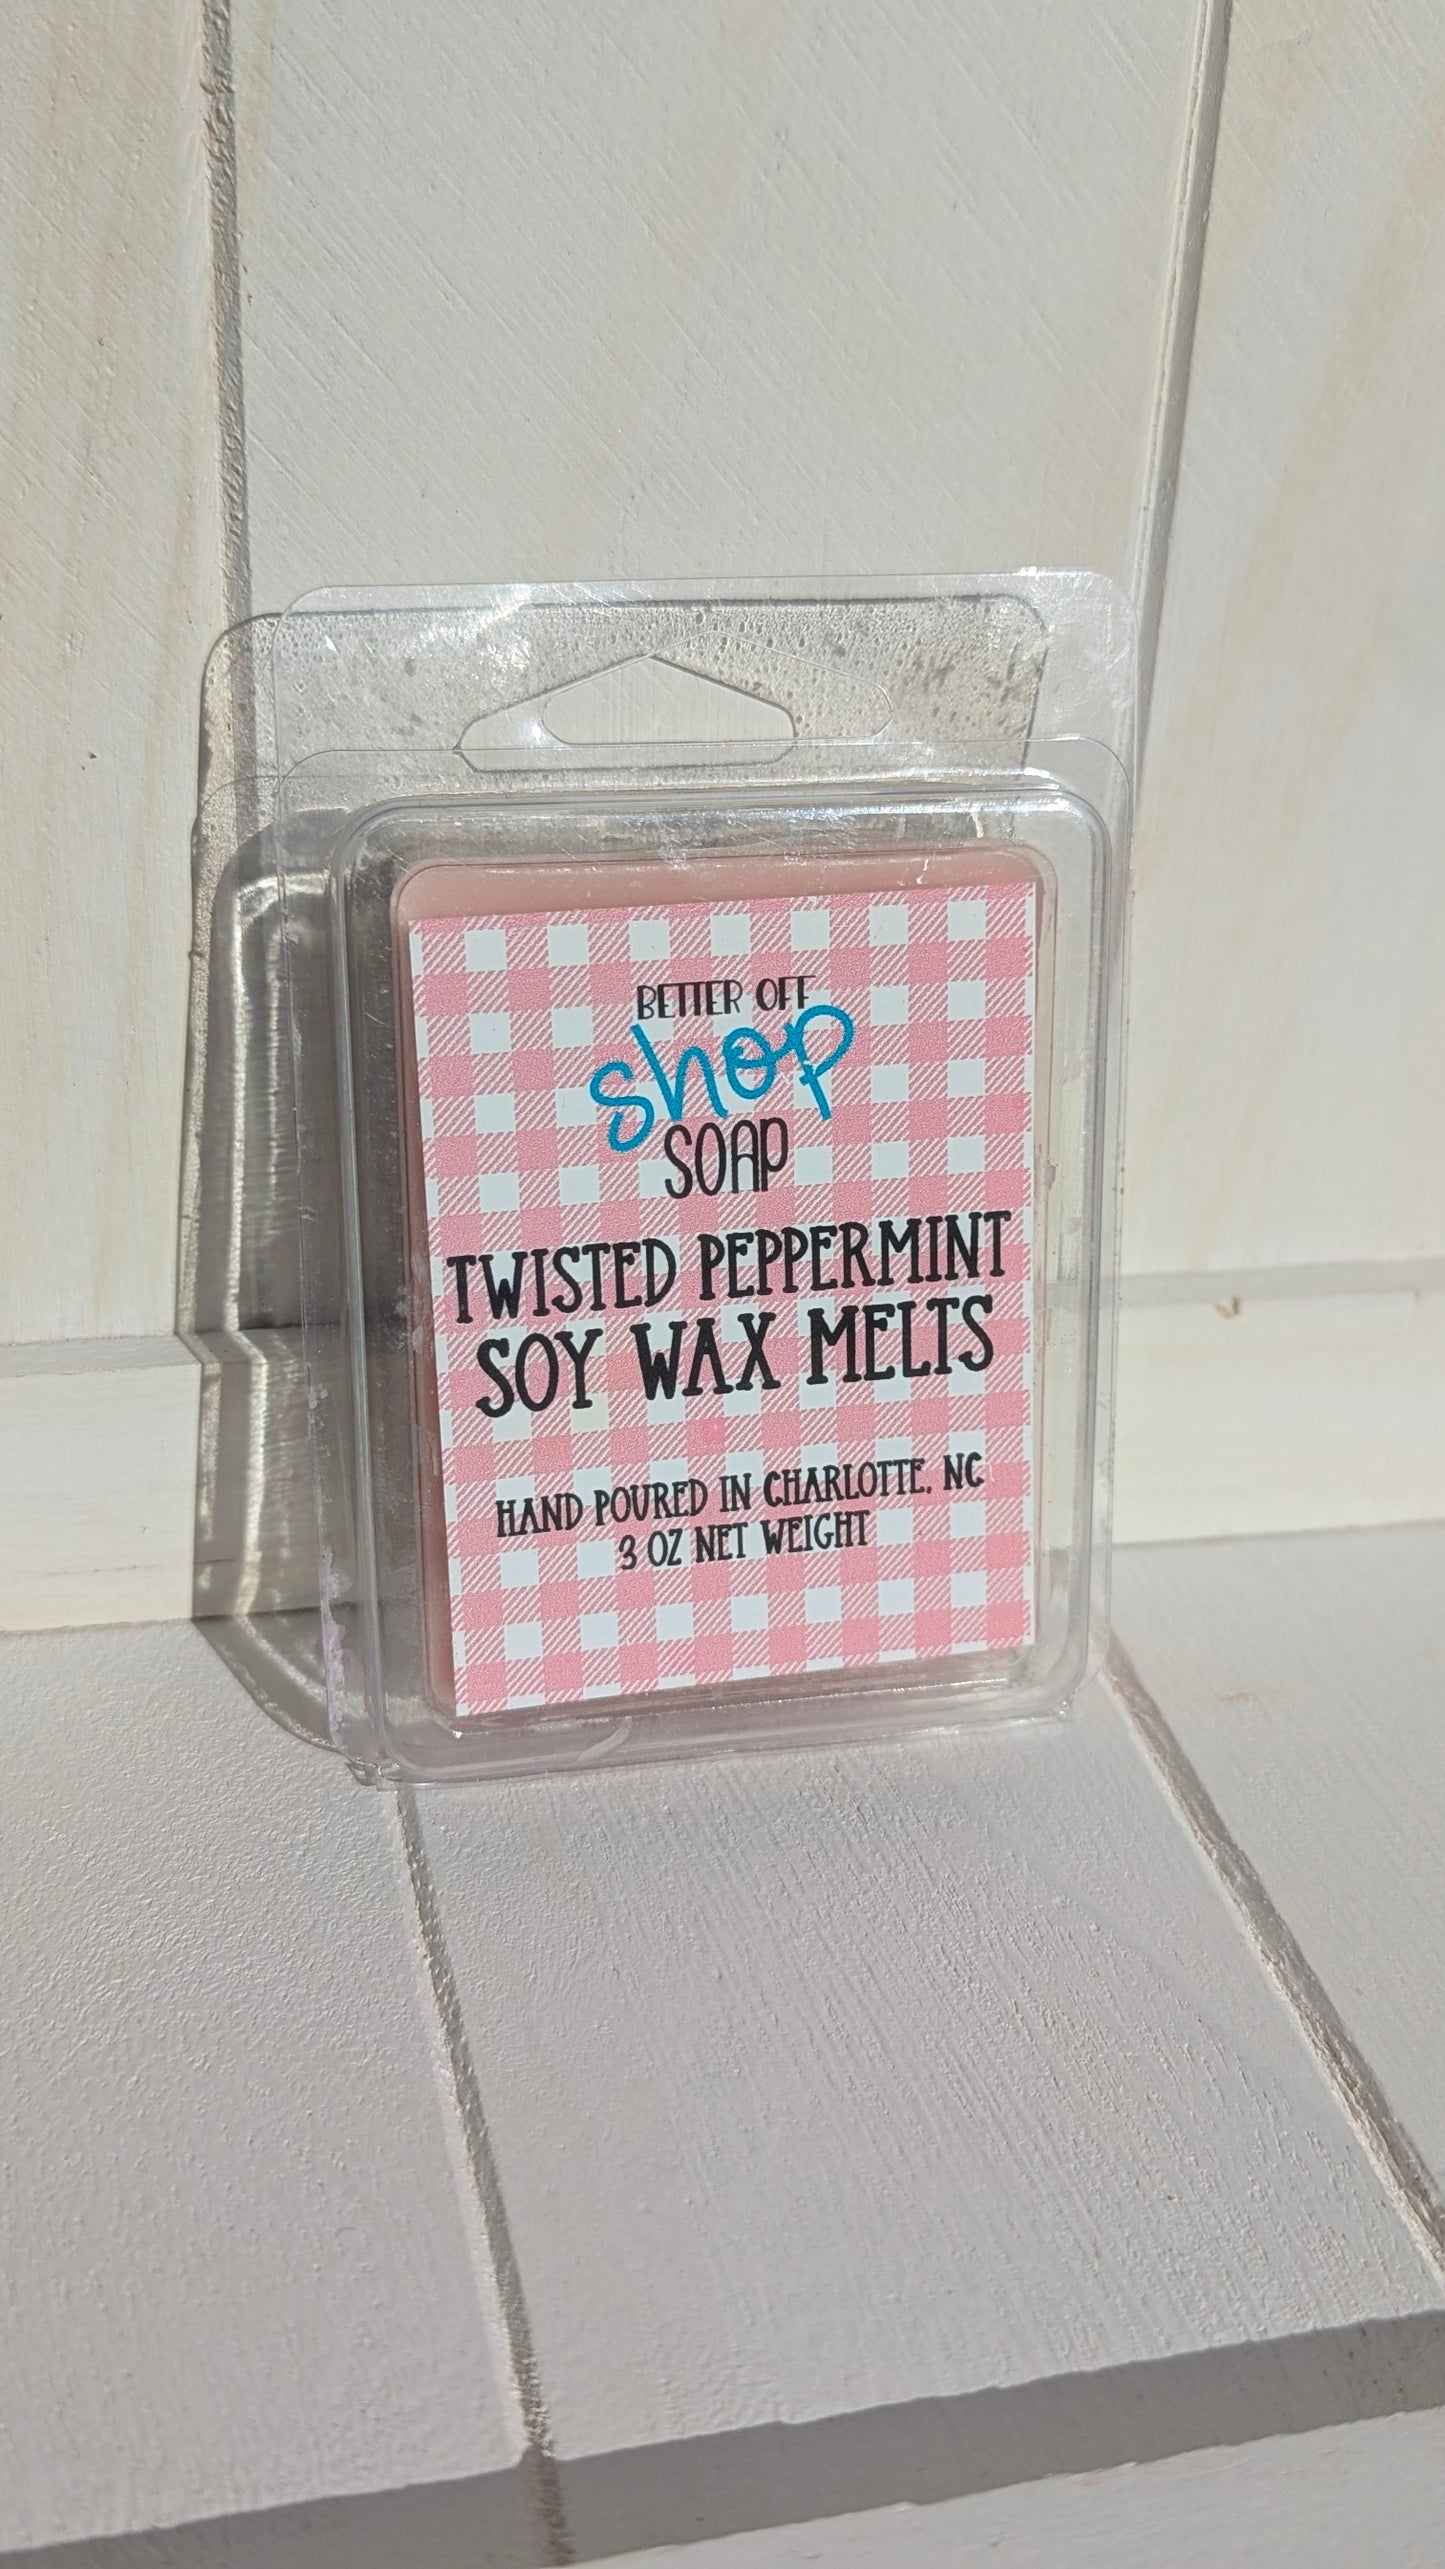 BETTER OFF
shop
SOAP
TWISTED PEPPERMINT
SOY WAX MELTS
HAND POURED IN CHARLOTTE, NC
3 OZ NET WEIGHT